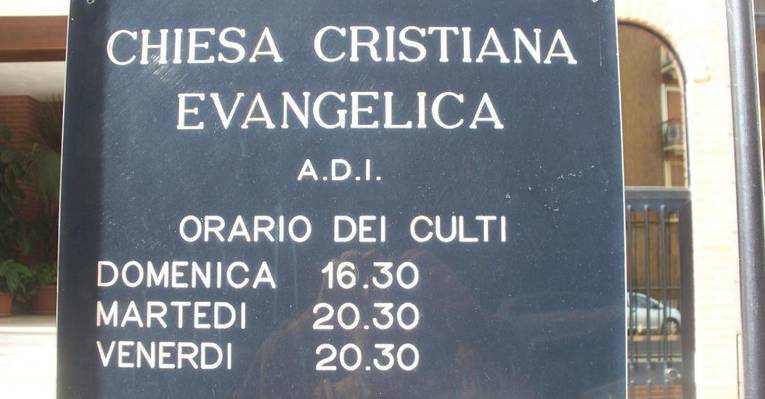 CHIESA CRISTIANA
EVANGELICA
A.D.I.
ORARIO DEI CULTI
DOMENICA 16.30
MARTEDI 20.30
VENERDI 20.30